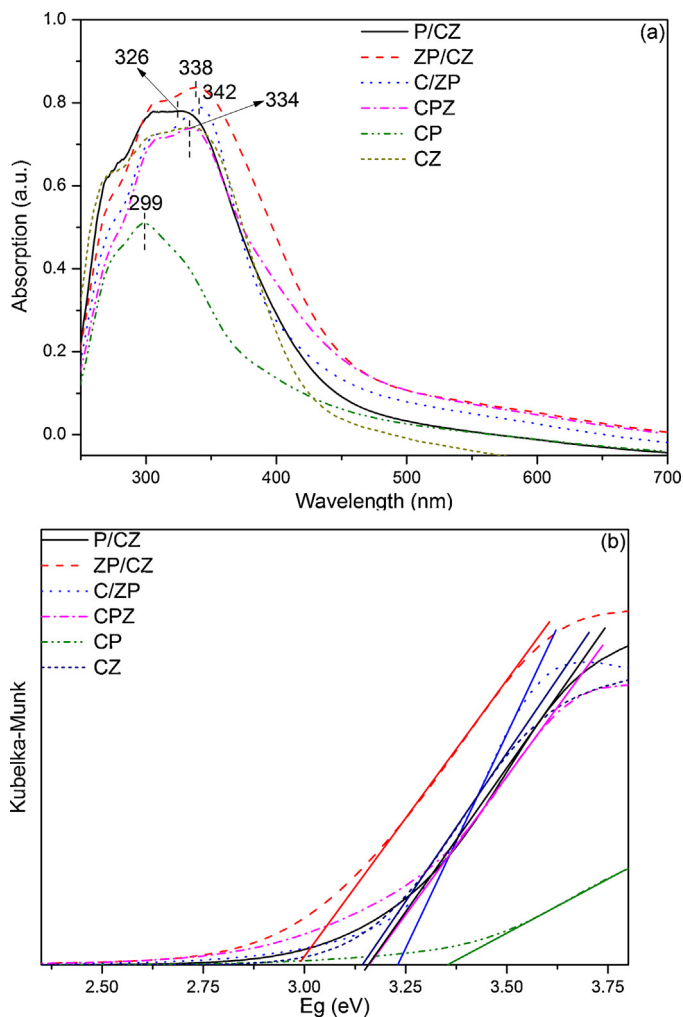 (a)
P/CZ
ZP/CZ
C/ZP
CPZ
CP
CZ
326
338
342
334
299
0.0
0.2
0.4
0.6
0.8
1.0
Absorption (a.u.)
300
400
500
600
700
Wavelength (nm)
(b)
P/CZ
ZP/CZ
C/ZP
CPZ
CP
CZ
Kubelka-Munk
2.50
2.75
3.00
3.25
3.50
3.75
Eg (eV)